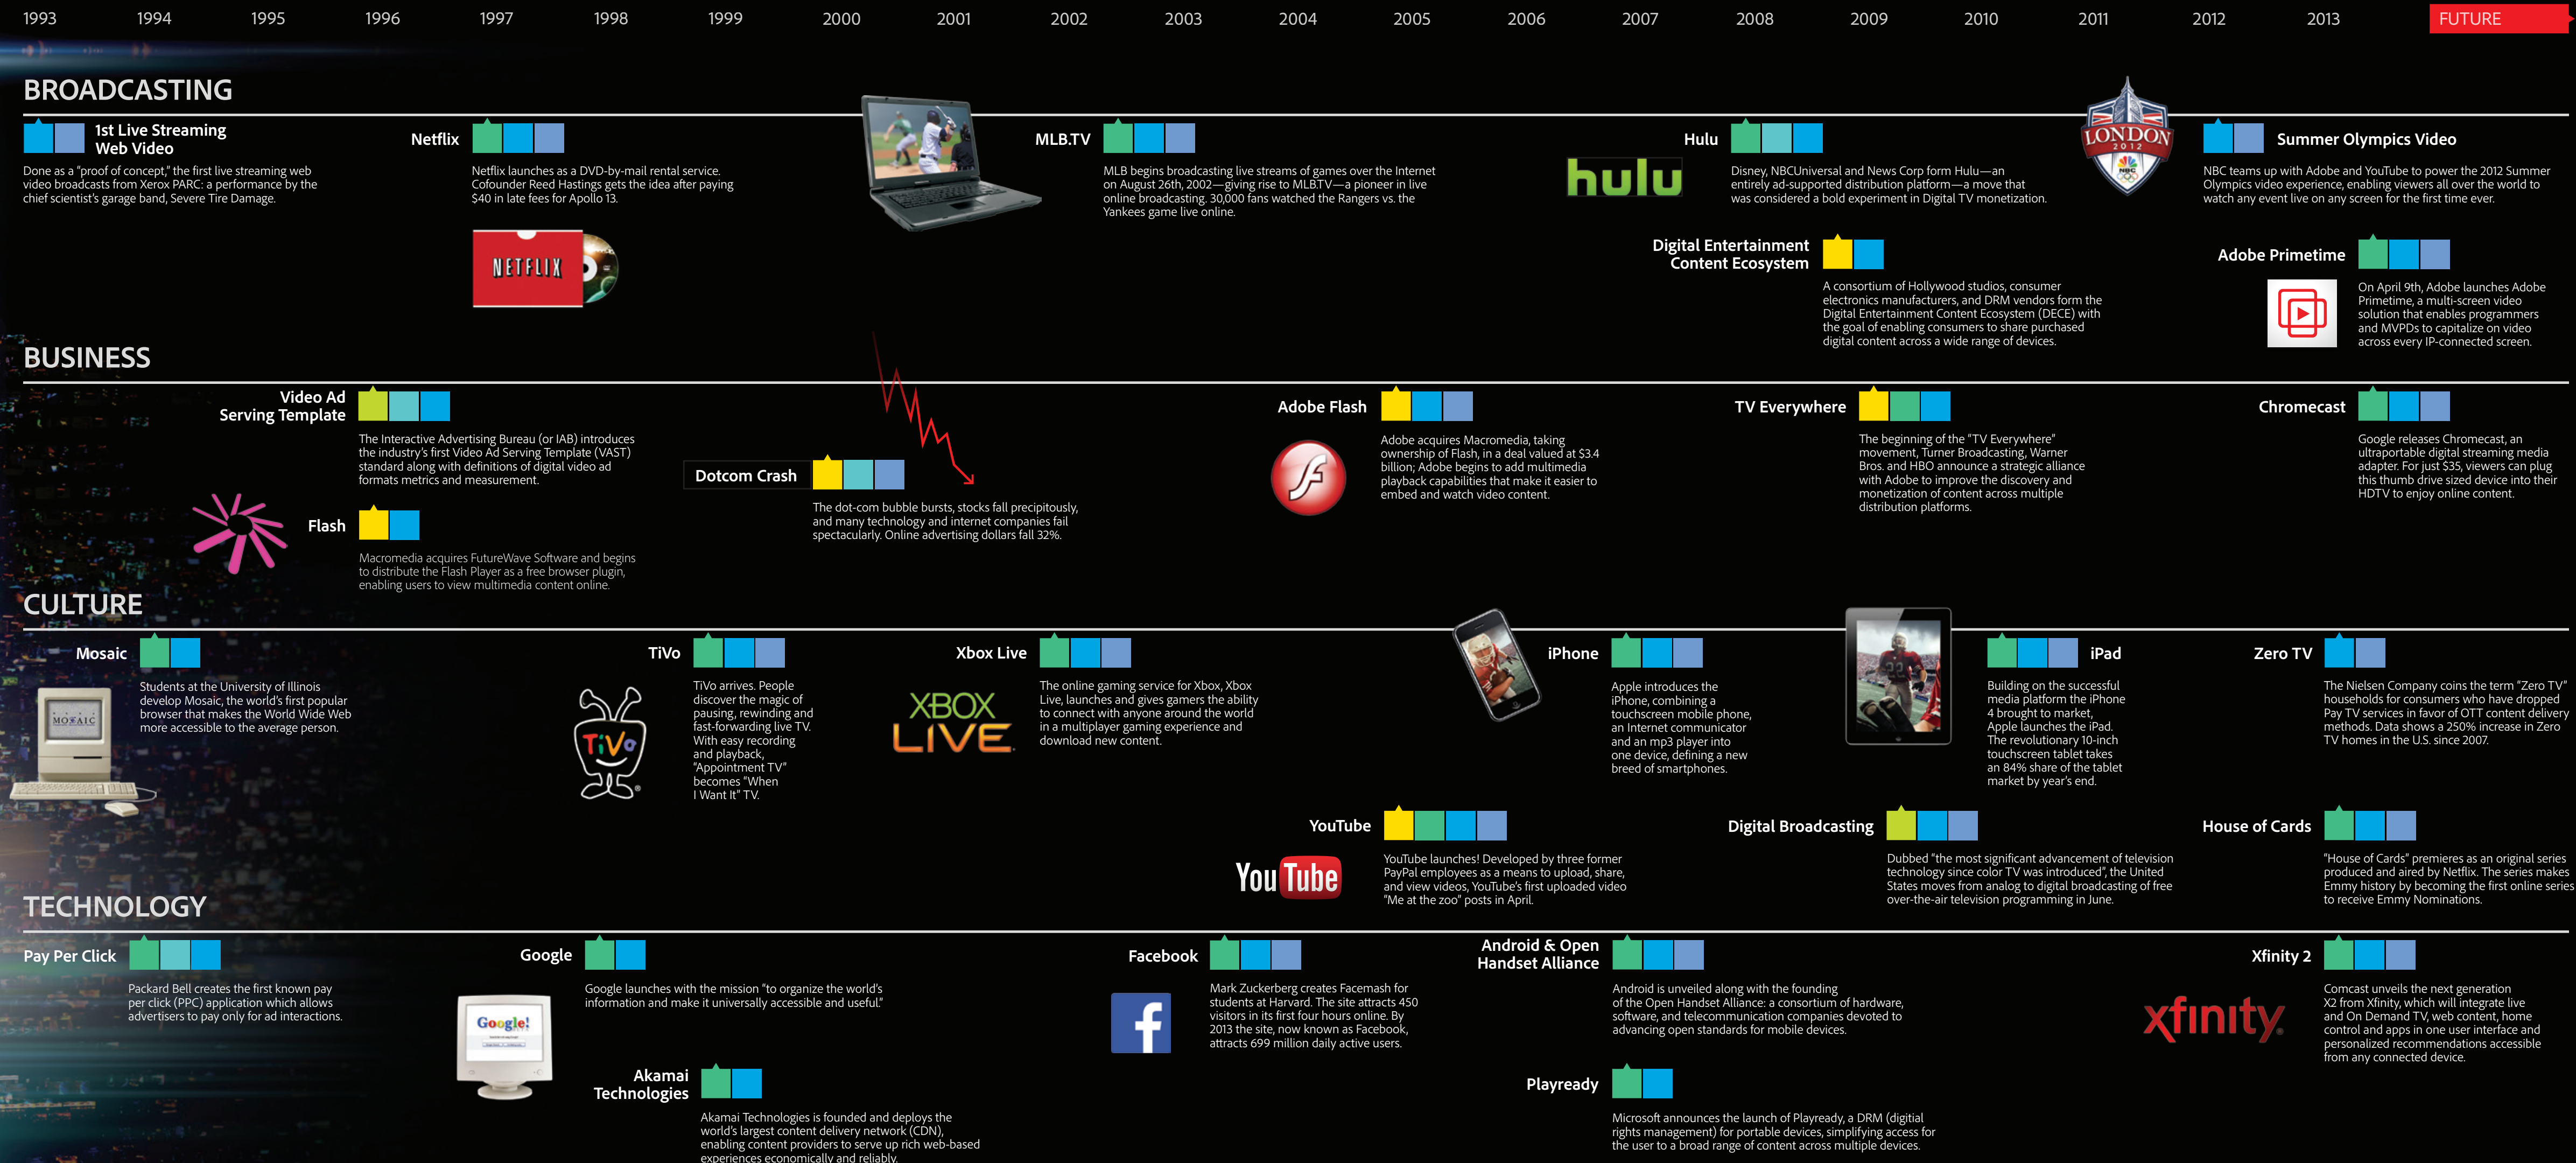 1993 1994 1995 1996 1997 1998 1999 2000 2001 2002 2003 2004 2005 2006 2007 2008 2009 2010 2011 2012 2013 FUTURE
BROADCASTING
1st Live Streaming
Web Video
Done as a “proof of concept,” the first live streaming web
video broadcasts from Xerox PARC: a performance by the
chief scientist’s garage band, Severe Tire Damage.
Netflix
Netflix launches as a DVD-by-mail rental service.
Cofounder Reed Hastings gets the idea after paying
$40 in late fees for Apollo 13.
NETFLIX
MLB.TV
MLB begins broadcasting live streams of games over the Internet
on August 26th, 2002—giving rise to MLB.TV—a pioneer in live
online broadcasting. 30,000 fans watched the Rangers vs. the
Yankees game live online.
Hulu
hulu
Disney, NBCUniversal and News Corp form Hulu—an
entirely ad-supported distribution platform—a move that
was considered a bold experiment in Digital TV monetization.
LONDON
2012
NBC
Summer Olympics Video
NBC teams up with Adobe and YouTube to power the 2012 Summer
Olympics video experience, enabling viewers all over the world to
watch any event live on any screen for the first time ever.
Digital Entertainment
Content Ecosystem
A consortium of Hollywood studios, consumer
electronics manufacturers, and DRM vendors form the
Digital Entertainment Content Ecosystem (DECE) with
the goal of enabling consumers to share purchased
digital content across a wide range of devices.
Adobe Primetime
On April 9th, Adobe launches Adobe
Primetime, a multi-screen video
solution that enables programmers
and MVPDs to capitalize on video
across every IP-connected screen.
BUSINESS
Video Ad
Serving Template
The Interactive Advertising Bureau (or IAB) introduces
the industry’s first Video Ad Serving Template (VAST)
standard along with definitions of digital video ad
formats metrics and measurement.
Flash
Macromedia acquires FutureWave Software and begins
to distribute the Flash Player as a free browser plugin,
enabling users to view multimedia content online.
Dotcom Crash
The dot-com bubble bursts, stocks fall precipitously,
and many technology and internet companies fail
spectacularly. Online advertising dollars fall 32%.
Adobe Flash
Adobe acquires Macromedia, taking
ownership of Flash, in a deal valued at $3.4
billion; Adobe begins to add multimedia
playback capabilities that make it easier to
embed and watch video content.
TV Everywhere
The beginning of the “TV Everywhere”
movement, Turner Broadcasting, Warner
Bros. and HBO announce a strategic alliance
with Adobe to improve the discovery and
monetization of content across multiple
distribution platforms.
Chromecast
Google releases Chromecast, an
ultraportable digital streaming media
adapter. For just $35, viewers can plug
this thumb drive sized device into their
HDTV to enjoy online content.
CULTURE
Mosaic
MOSAIC
Students at the University of Illinois
develop Mosaic, the world’s first popular
browser that makes the World Wide Web
more accessible to the average person.
TiVo
TiVo
TiVo arrives. People
discover the magic of
pausing, rewinding and
fast-forwarding live TV.
With easy recording
and playback,
“Appointment TV”
becomes “When
I Want It” TV.
Xbox Live
XBOX
LIVE
The online gaming service for Xbox, Xbox
Live, launches and gives gamers the ability
to connect with anyone around the world
in a multiplayer gaming experience and
download new content.
iPhone
Apple introduces the
iPhone, combining a
touchscreen mobile phone,
an Internet communicator
and an mp3 player into
one device, defining a new
breed of smartphones.
iPad
Building on the successful
media platform the iPhone
4 brought to market,
Apple launches the iPad.
The revolutionary 10-inch
touchscreen tablet takes
an 84% share of the tablet
market by year’s end.
Zero TV
The Nielsen Company coins the term “Zero TV”
households for consumers who have dropped
Pay TV services in favor of OTT content delivery
methods. Data shows a 250% increase in Zero
TV homes in the U.S. since 2007.
YouTube
YouTube
YouTube launches! Developed by three former
PayPal employees as a means to upload, share,
and view videos, YouTube’s first uploaded video
“Me at the zoo” posts in April.
Digital Broadcasting
Dubbed “the most significant advancement of television
technology since color TV was introduced”, the United
States moves from analog to digital broadcasting of free
over-the-air television programming in June.
House of Cards
“House of Cards” premieres as an original series
produced and aired by Netflix. The series makes
Emmy history by becoming the first online series
to receive Emmy Nominations.
TECHNOLOGY
Pay Per Click
Packard Bell creates the first known pay
per click (PPC) application which allows
advertisers to pay only for ad interactions.
Google
Google!
Google launches with the mission “to organize the world’s
information and make it universally accessible and useful.”
Akamai
Technologies
Akamai Technologies is founded and deploys the
world’s largest content delivery network (CDN),
enabling content providers to serve up rich web-based
experiences economically and reliably.
Facebook
f
Mark Zuckerberg creates Facemash for
students at Harvard. The site attracts 450
visitors in its first four hours online. By
2013 the site, now known as Facebook,
attracts 699 million daily active users.
Android & Open
Handset Alliance
Android is unveiled along with the founding
of the Open Handset Alliance: a consortium of hardware,
software, and telecommunication companies devoted to
advancing open standards for mobile devices.
Playready
Microsoft announces the launch of Playready, a DRM (digitial
rights management) for portable devices, simplifying access for
the user to a broad range of content across multiple devices.
Xfinity 2
xfinity
Comcast unveils the next generation
X2 from Xfinity, which will integrate live
and On Demand TV, web content, home
control and apps in one user interface and
personalized recommendations accessible
from any connected device.